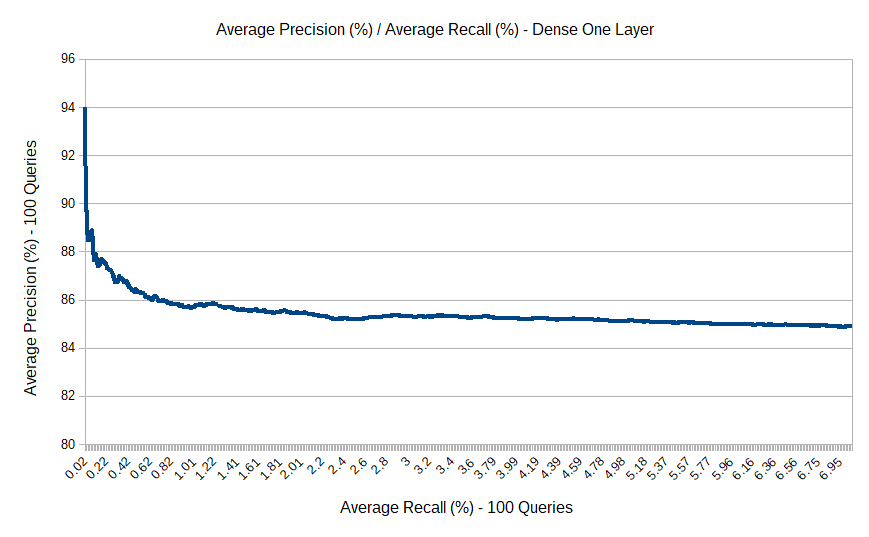 Average Precision (%) / Average Recall (%) - Dense One Layer
96
94
92
90
88
86
84
82
80
Average Precision (%) - 100 Queries
0.02 0.22 0.42 0.62 0.82 1.01 1.22 1.41 1.61 1.81 2.01 2.2 2.4 2.6 2.8 3 3.2 3.4 3.6 3.79 3.99 4.19 4.39 4.59 4.78 4.98 5.18 5.37 5.57 5.77 5.96 6.16 6.36 6.56 6.75 6.95
Average Recall (%) - 100 Queries